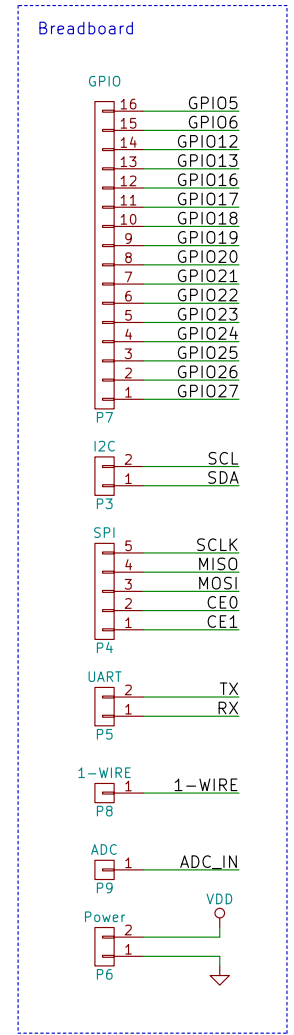 Breadboard
GPIO
16 GPIO5
15 GPIO6
14 GPIO12
13 GPIO13
12 GPIO16
11 GPIO17
10 GPIO18
9 GPIO19
8 GPIO20
7 GPIO21
6 GPIO22
5 GPIO23
4 GPIO24
3 GPIO25
2 GPIO26
1 GPIO27
P7
I2C
2 SCL
1 SDA
P3
SPI
5 SCLK
4 MISO
3 MOSI
2 CE0
1 CE1
P4
UART
2 TX
1 RX
P5
1-WIRE
1 1-WIRE
P8
ADC
1 ADC_IN
P9
VDD
Power
2
1
P6